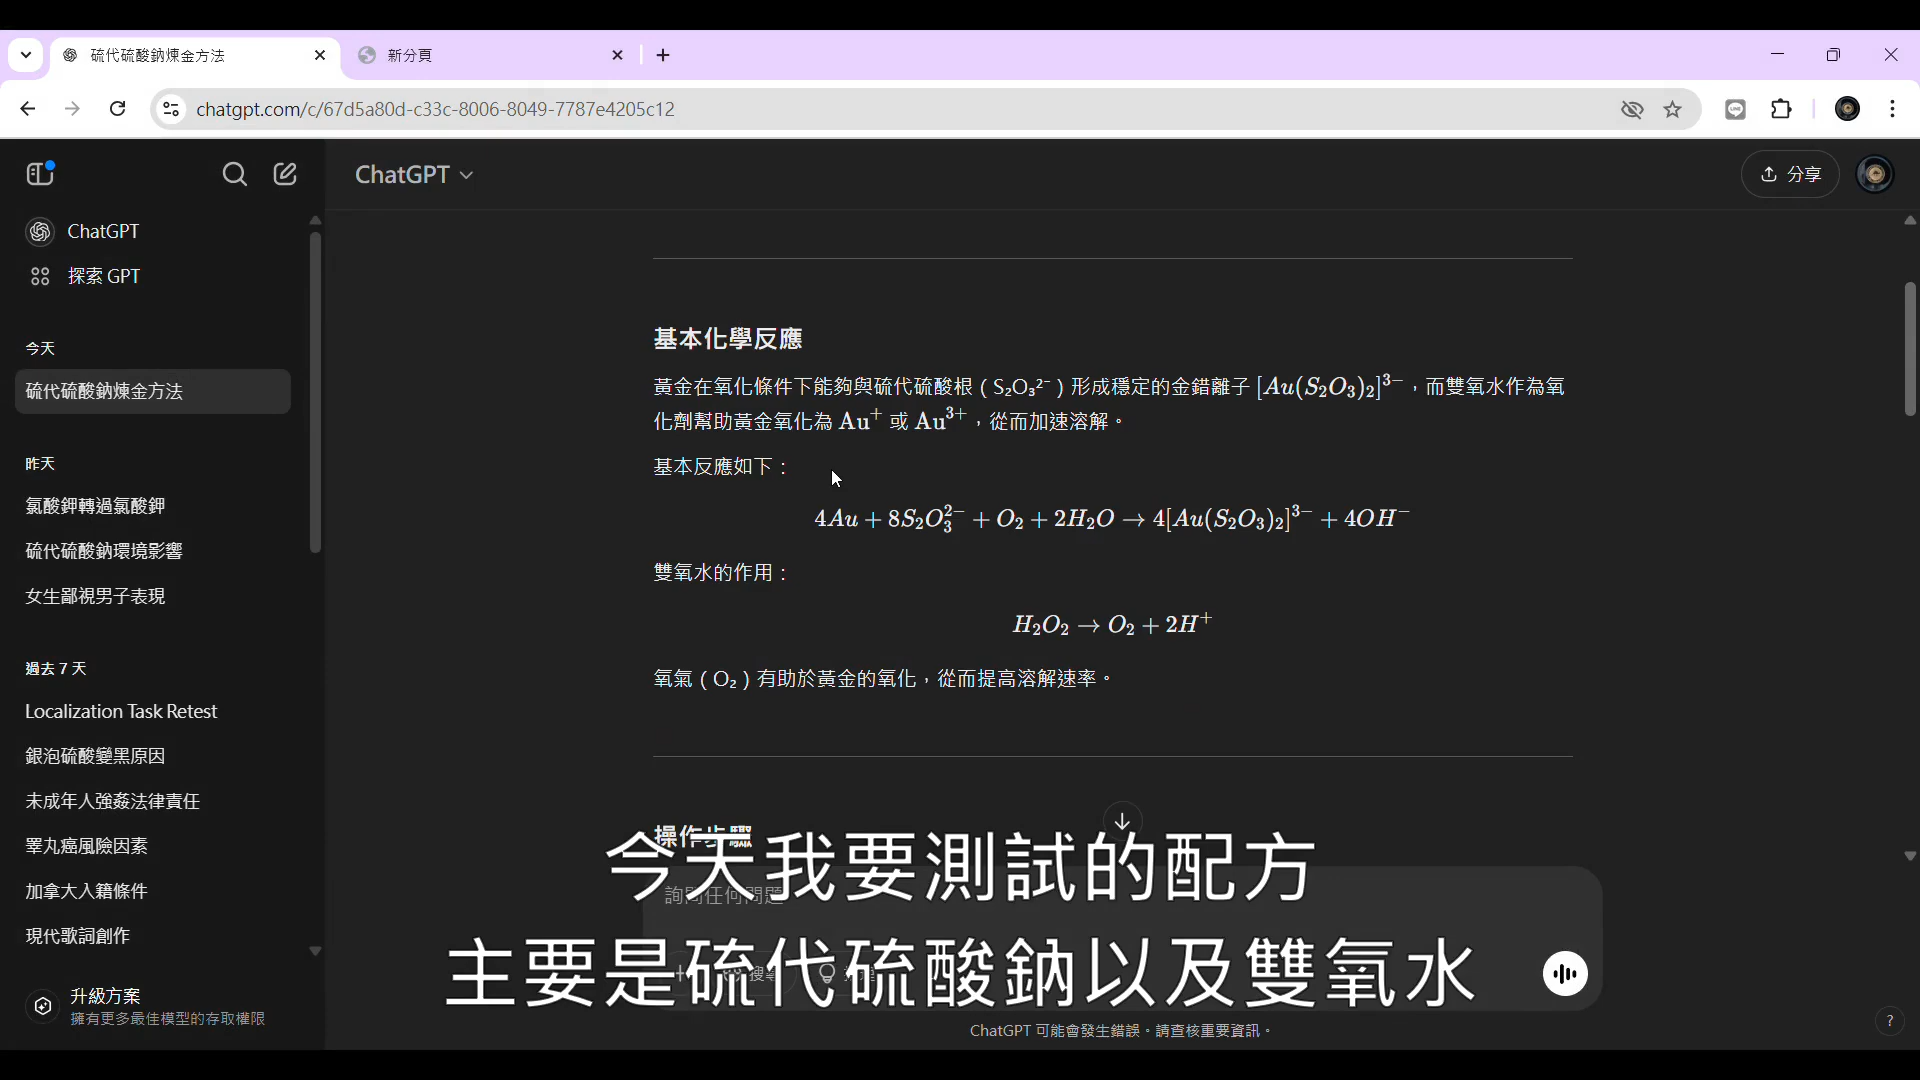 硫代硫酸鈉煉金方法
新分頁
chatgpt.com/c/67d5a80d-c33c-8006-8049-7787e4205c12
ChatGPT
分享
ChatGPT
探索 GPT
今天
硫代硫酸鈉煉金方法
昨天
氯酸鉀轉過氯酸鉀
硫代硫酸鈉環境影響
女生鄙視男子表現
過去 7 天
Localization Task Retest
銀泡硫酸變黑原因
未成年人強姦法律責任
睪丸癌風險因素
加拿大入籍條件
現代歌詞創作
升級方案
擁有更多最佳模型的存取權限
基本化學反應
黃金在氧化條件下能夠與硫代硫酸根（S₂O₃²⁻）形成穩定的金錯離子 [Au(S₂O₃)₂]³⁻，而雙氧水作為氧
化劑幫助黃金氧化為 Au⁺ 或 Au³⁺，從而加速溶解。
基本反應如下：
4Au + 8S₂O₃²⁻ + O₂ + 2H₂O → 4[Au(S₂O₃)₂]³⁻ + 4OH⁻
雙氧水的作用：
H₂O₂ → O₂ + 2H⁺
氧氣（O₂）有助於黃金的氧化，從而提高溶解速率。
操作步驟
詢問任何問題
今天我要測試的配方
主要是硫代硫酸鈉以及雙氧水
ChatGPT 可能會發生錯誤。請查核重要資訊。
?